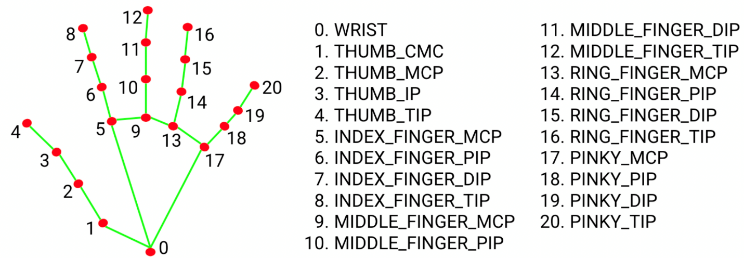 12
8
16
11
7
15
10
6
20
14
4
19
5
9
13
18
3
17
2
1
0
0. WRIST
1. THUMB_CMC
2. THUMB_MCP
3. THUMB_IP
4. THUMB_TIP
5. INDEX_FINGER_MCP
6. INDEX_FINGER_PIP
7. INDEX_FINGER_DIP
8. INDEX_FINGER_TIP
9. MIDDLE_FINGER_MCP
10. MIDDLE_FINGER_PIP
11. MIDDLE_FINGER_DIP
12. MIDDLE_FINGER_TIP
13. RING_FINGER_MCP
14. RING_FINGER_PIP
15. RING_FINGER_DIP
16. RING_FINGER_TIP
17. PINKY_MCP
18. PINKY_PIP
19. PINKY_DIP
20. PINKY_TIP